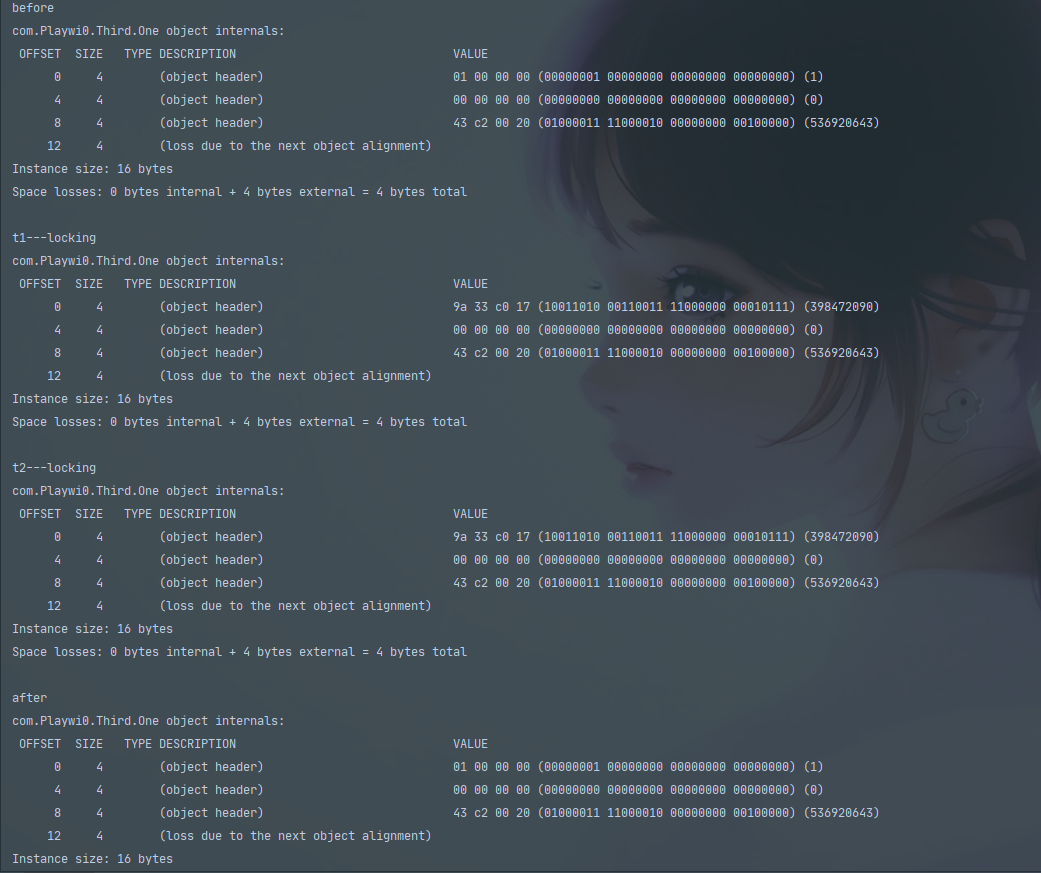 before
com.Playwi0.Third.One object internals:
OFFSET  SIZE   TYPE DESCRIPTION                               VALUE
0     4        (object header)                           01 00 00 00 (00000001 00000000 00000000 00000000) (1)
4     4        (object header)                           00 00 00 00 (00000000 00000000 00000000 00000000) (0)
8     4        (object header)                           43 c2 00 20 (01000011 11000010 00000000 00100000) (536920643)
12     4        (loss due to the next object alignment)
Instance size: 16 bytes
Space losses: 0 bytes internal + 4 bytes external = 4 bytes total
t1---locking
com.Playwi0.Third.One object internals:
OFFSET  SIZE   TYPE DESCRIPTION                               VALUE
0     4        (object header)                           9a 33 c0 17 (10011010 00110011 11000000 00010111) (398472090)
4     4        (object header)                           00 00 00 00 (00000000 00000000 00000000 00000000) (0)
8     4        (object header)                           43 c2 00 20 (01000011 11000010 00000000 00100000) (536920643)
12     4        (loss due to the next object alignment)
Instance size: 16 bytes
Space losses: 0 bytes internal + 4 bytes external = 4 bytes total
t2---locking
com.Playwi0.Third.One object internals:
OFFSET  SIZE   TYPE DESCRIPTION                               VALUE
0     4        (object header)                           9a 33 c0 17 (10011010 00110011 11000000 00010111) (398472090)
4     4        (object header)                           00 00 00 00 (00000000 00000000 00000000 00000000) (0)
8     4        (object header)                           43 c2 00 20 (01000011 11000010 00000000 00100000) (536920643)
12     4        (loss due to the next object alignment)
Instance size: 16 bytes
Space losses: 0 bytes internal + 4 bytes external = 4 bytes total
after
com.Playwi0.Third.One object internals:
OFFSET  SIZE   TYPE DESCRIPTION                               VALUE
0     4        (object header)                           01 00 00 00 (00000001 00000000 00000000 00000000) (1)
4     4        (object header)                           00 00 00 00 (00000000 00000000 00000000 00000000) (0)
8     4        (object header)                           43 c2 00 20 (01000011 11000010 00000000 00100000) (536920643)
12     4        (loss due to the next object alignment)
Instance size: 16 bytes